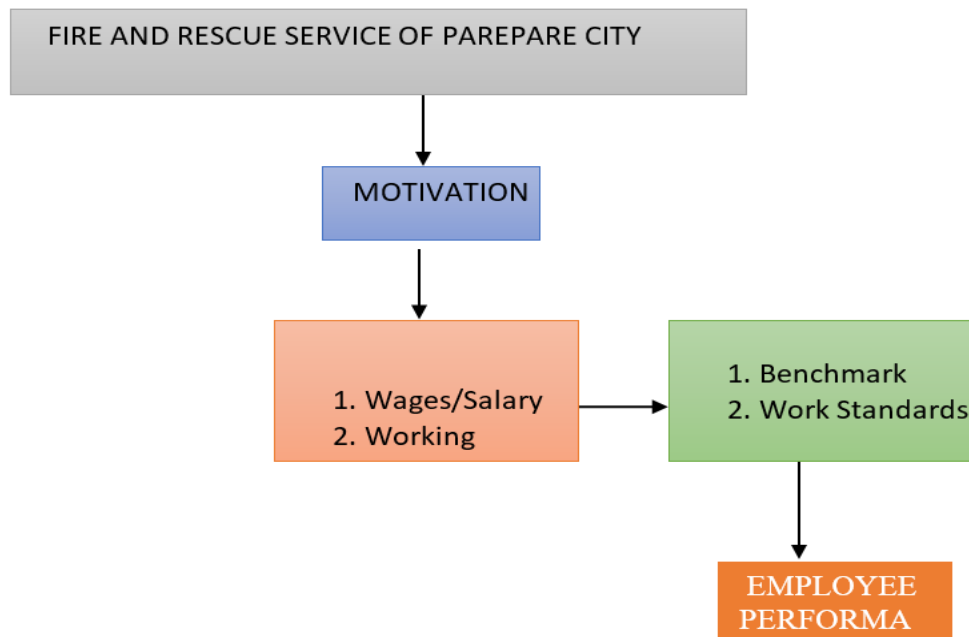 FIRE AND RESCUE SERVICE OF PAREPARE CITY
MOTIVATION
1. Wages/Salary
2. Working
1. Benchmark
2. Work Standards
EMPLOYEE
PERFORMA